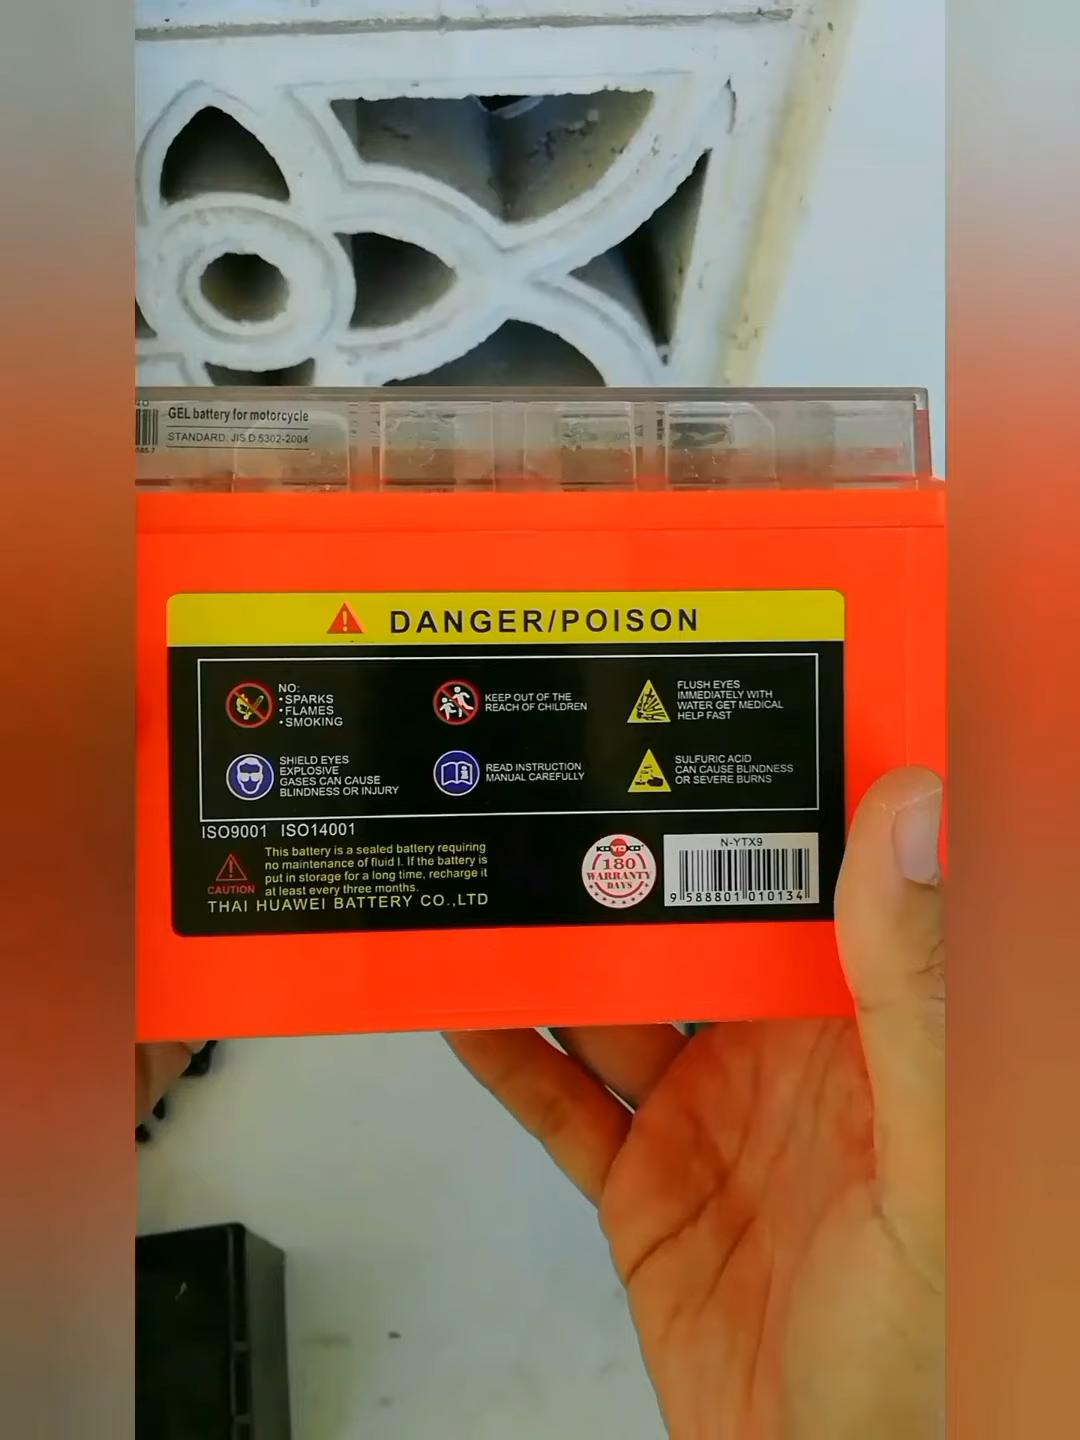 GEL battery for motorcycle
STANDARD: JIS D 5302-2004
DANGER/POISON
NO:
•SPARKS
•FLAMES
•SMOKING
KEEP OUT OF THE
REACH OF CHILDREN
FLUSH EYES
IMMEDIATELY WITH
WATER GET MEDICAL
HELP FAST
SHIELD EYES
EXPLOSIVE
GASES CAN CAUSE
BLINDNESS OR INJURY
READ INSTRUCTION
MANUAL CAREFULLY
SULFURIC ACID
CAN CAUSE BLINDNESS
OR SEVERE BURNS
ISO9001 ISO14001
CAUTION
This battery is a sealed battery requiring
no maintenance of fluid I. If the battery is
put in storage for a long time, recharge it
at least every three months.
THAI HUAWEI BATTERY CO.,LTD
KOYOKO
180
WARRANTY
DAYS
N-YTX9
9 588801 010134